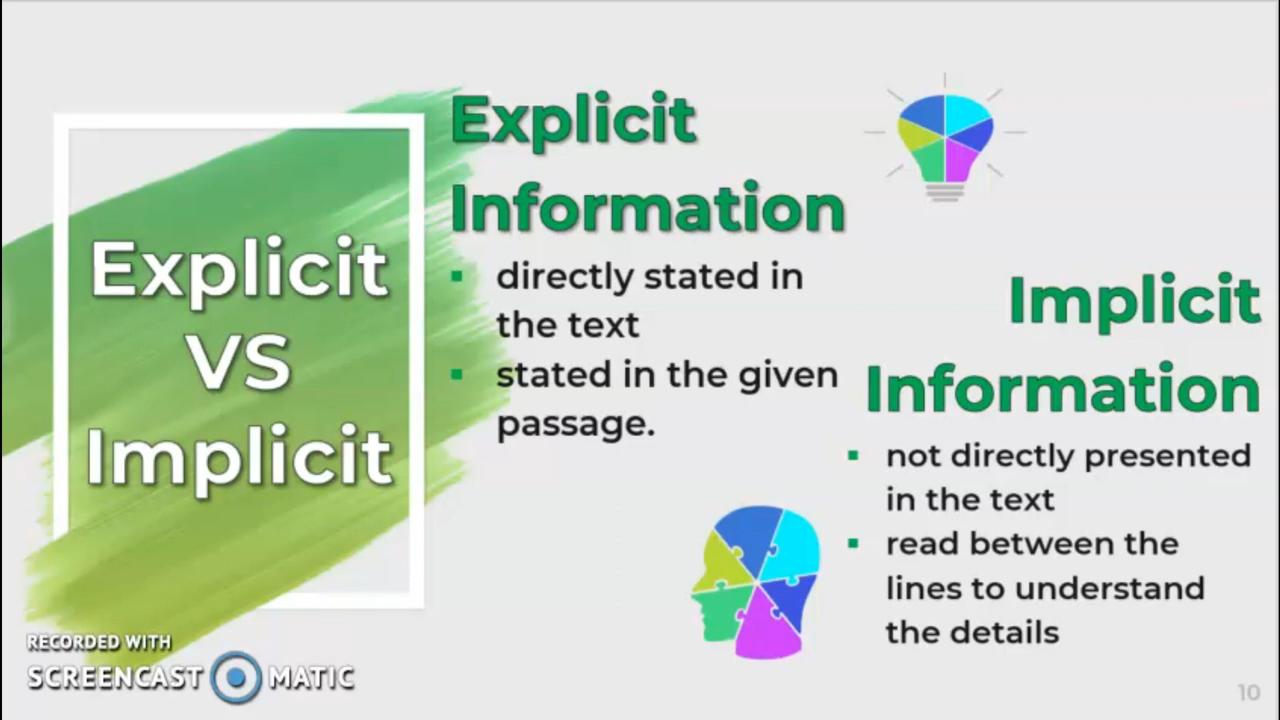 Explicit
VS
Implicit
Explicit
Information
▪ directly stated in
the text
▪ stated in the given
passage.
Implicit
Information
▪ not directly presented
in the text
▪ read between the
lines to understand
the details
RECORDED WITH
SCREENCAST MATIC
10